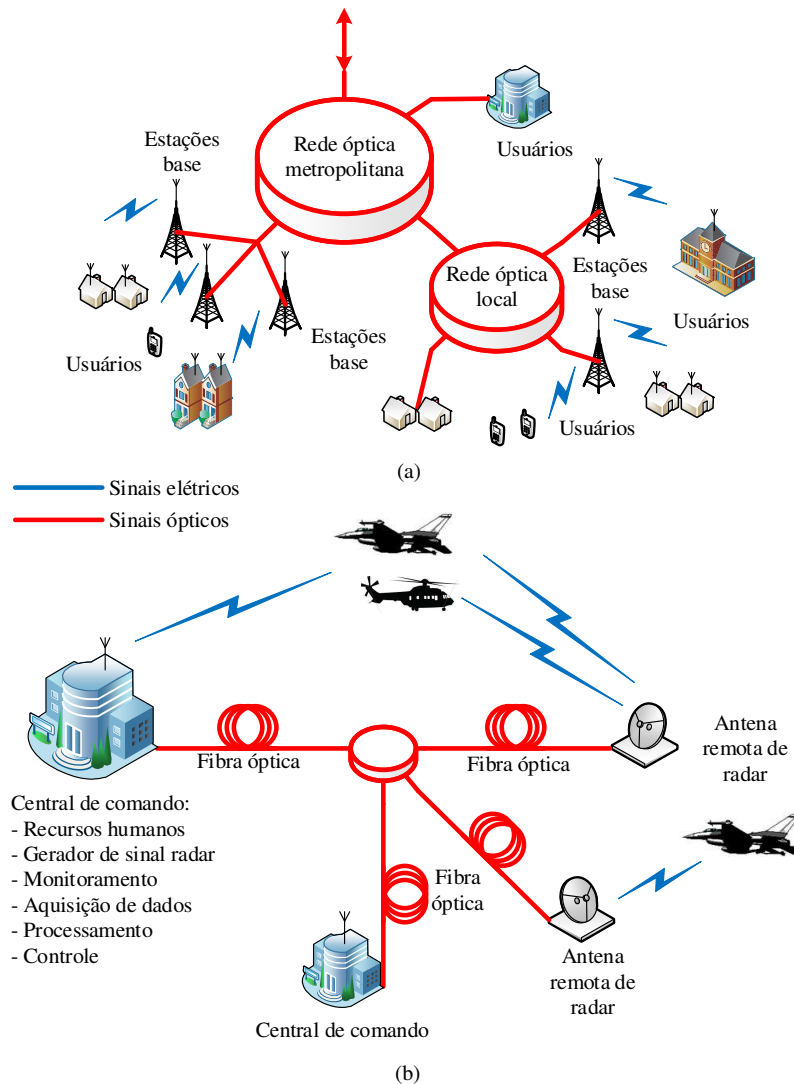 Rede óptica
metropolitana
Usuários
Estações
base
Rede óptica
local
Estações
base
Usuários
Usuários
Estações
base
Usuários
(a)
Sinais elétricos
Sinais ópticos
Fibra óptica
Fibra óptica
Antena
remota de
radar
Central de comando:
- Recursos humanos
- Gerador de sinal radar
- Monitoramento
- Aquisição de dados
- Processamento
- Controle
Fibra
óptica
Antena
remota de
radar
Central de comando
(b)